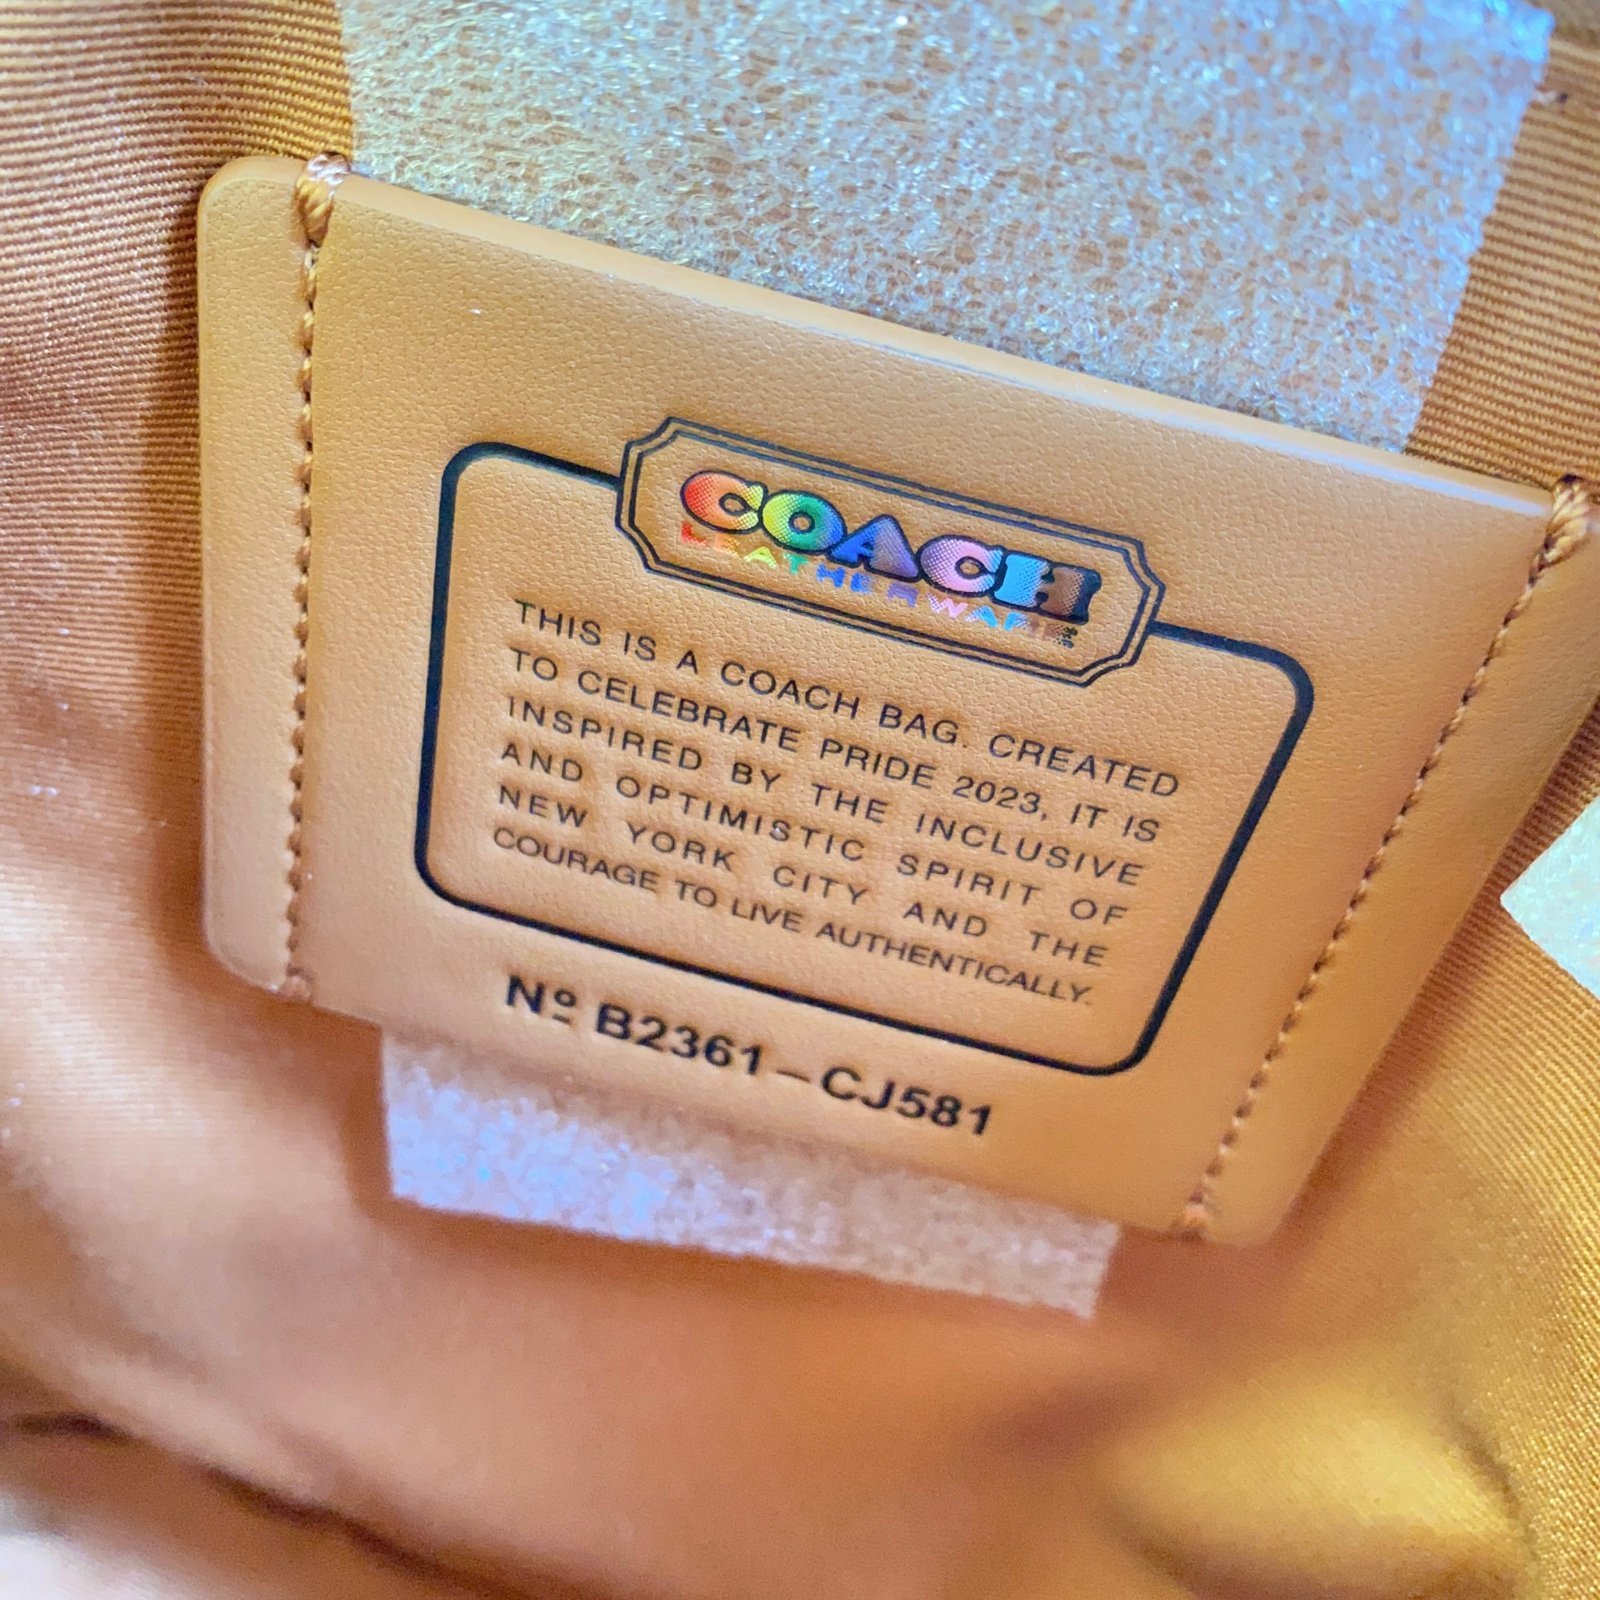 COACH
LEATHERWARE
THIS IS A COACH BAG. CREATED
TO CELEBRATE PRIDE 2023, IT IS
INSPIRED BY THE INCLUSIVE
AND OPTIMISTIC SPIRIT OF
NEW YORK CITY AND THE
COURAGE TO LIVE AUTHENTICALLY.
Nº B2361-CJ581